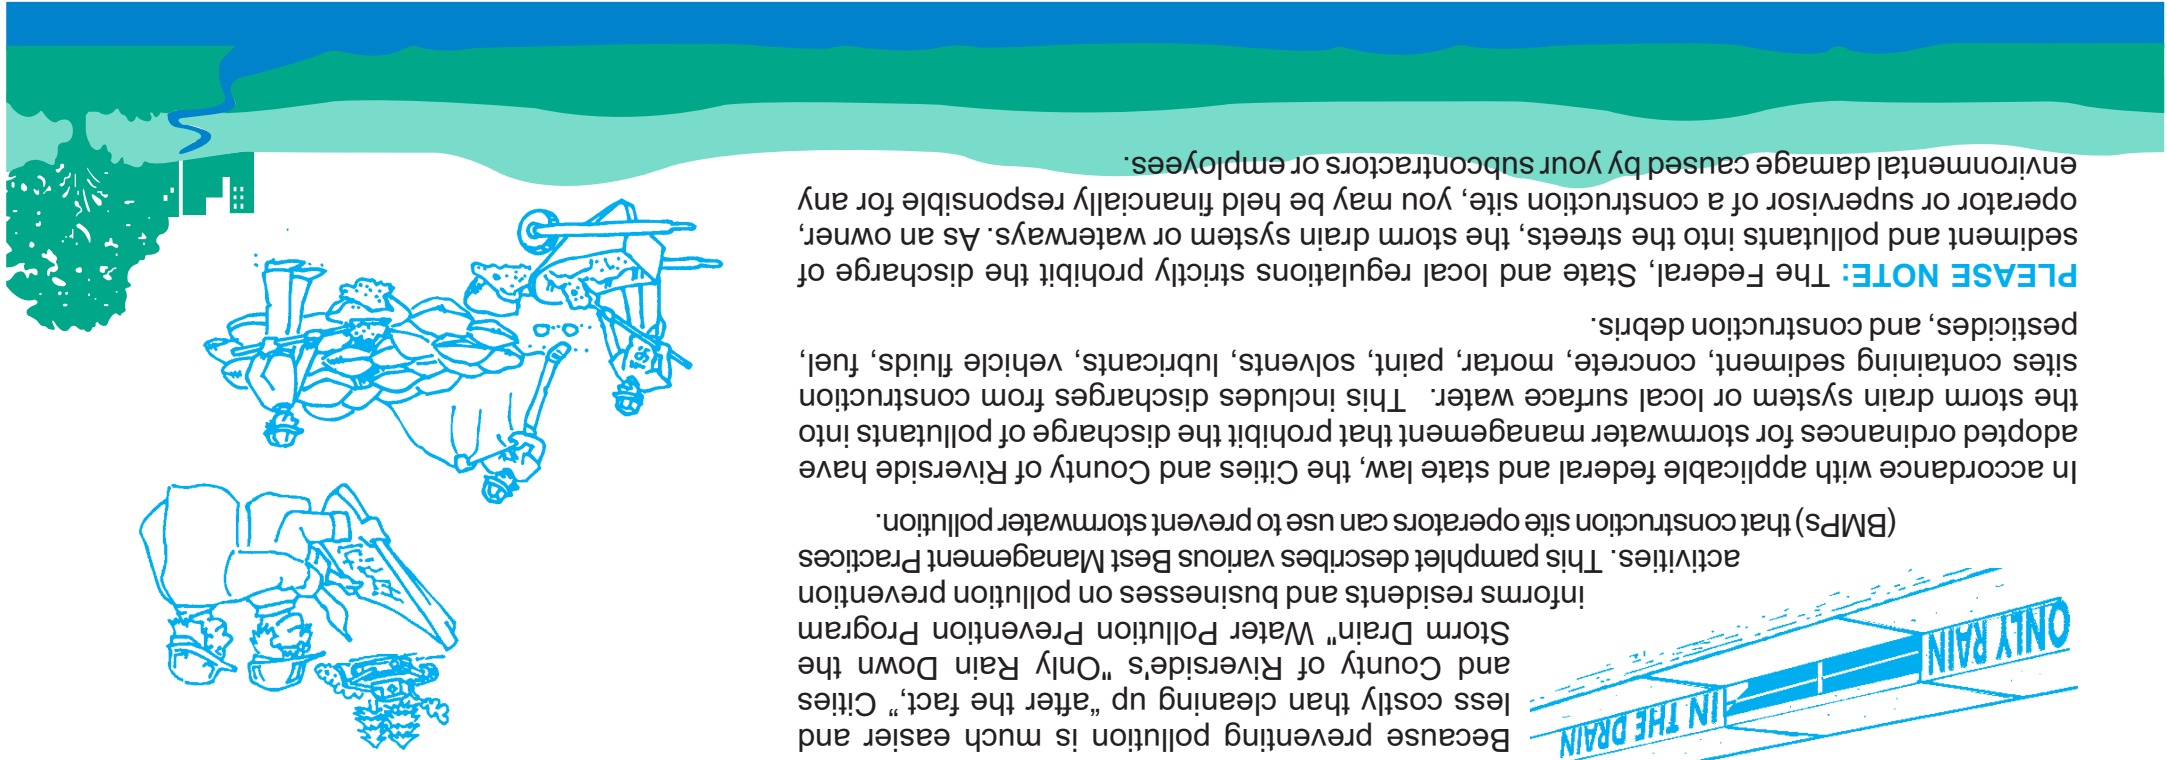 ONLY RAIN
IN THE DRAIN
Because preventing pollution is much easier and
less costly than cleaning up “after the fact,” Cities
and County of Riverside's "Only Rain Down the
Storm Drain" Water Pollution Prevention Program
informs residents and businesses on pollution prevention
activities. This pamphlet describes various Best Management Practices
(BMPs) that construction site operators can use to prevent stormwater pollution.
In accordance with applicable federal and state law, the Cities and County of Riverside have
adopted ordinances for stormwater management that prohibit the discharge of pollutants into
the storm drain system or local surface water. This includes discharges from construction
sites containing sediment, concrete, mortar, paint, solvents, lubricants, vehicle fluids, fuel,
pesticides, and construction debris.
PLEASE NOTE: The Federal, State and local regulations strictly prohibit the discharge of
sediment and pollutants into the streets, the storm drain system or waterways. As an owner,
operator or supervisor of a construction site, you may be held financially responsible for any
environmental damage caused by your subcontractors or employees.